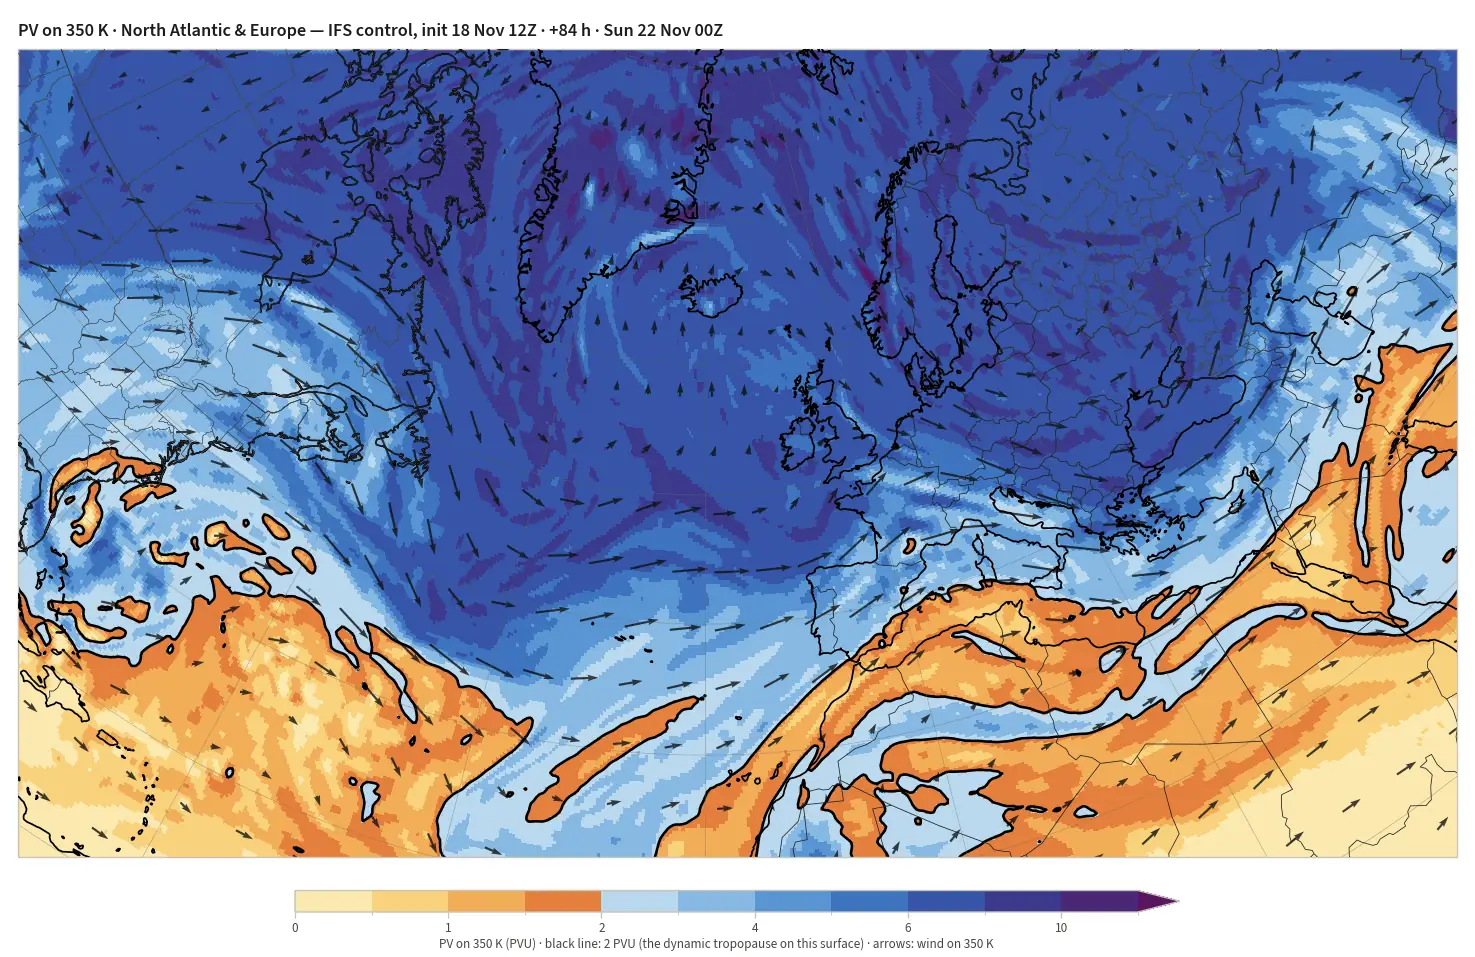 PV on 350 K · North Atlantic & Europe — IFS control, init 18 Nov 12Z · +84 h · Sun 22 Nov 00Z
0 1 2 4 6 10
PV on 350 K (PVU) · black line: 2 PVU (the dynamic tropopause on this surface) · arrows: wind on 350 K